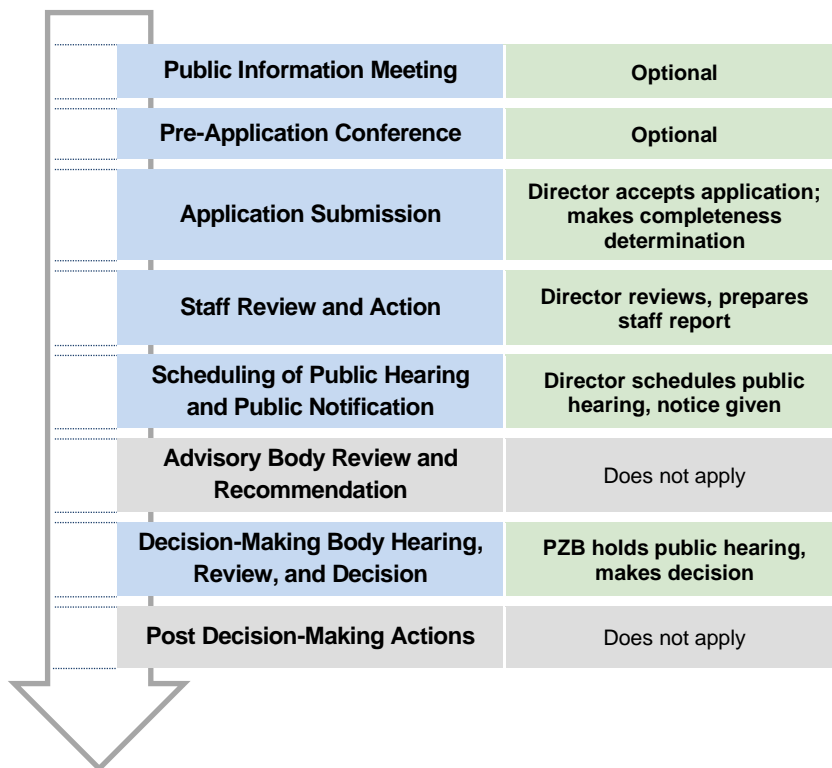 Public Information Meeting
Optional
Pre-Application Conference
Optional
Application Submission
Director accepts application;
makes completeness
determination
Staff Review and Action
Director reviews, prepares
staff report
Scheduling of Public Hearing
and Public Notification
Director schedules public
hearing, notice given
Advisory Body Review and
Recommendation
Does not apply
Decision-Making Body Hearing,
Review, and Decision
PZB holds public hearing,
makes decision
Post Decision-Making Actions
Does not apply